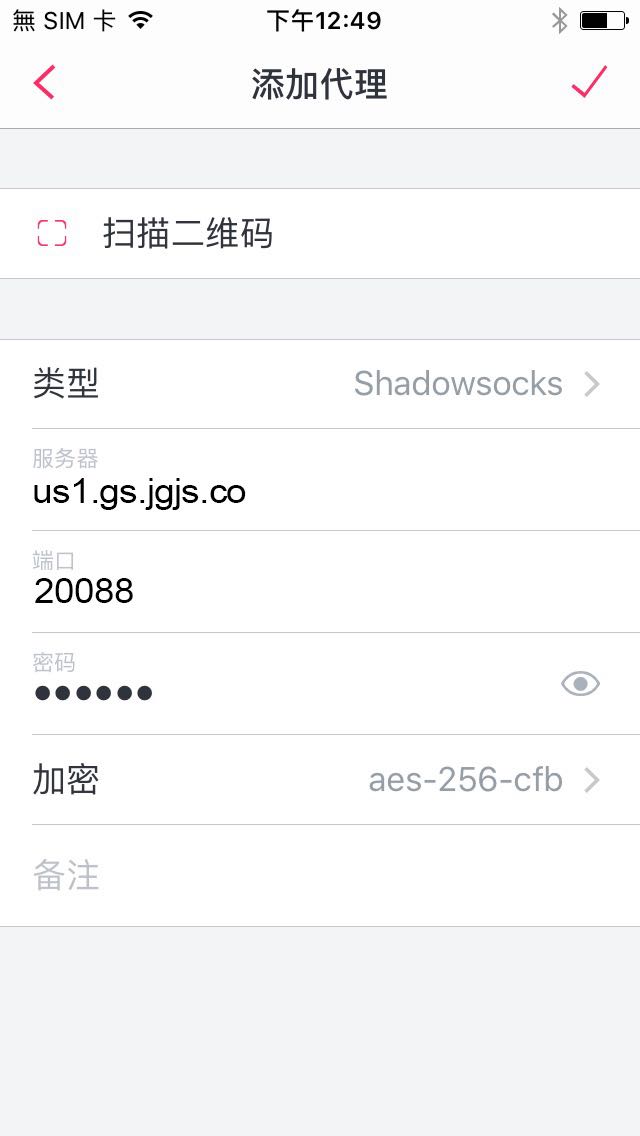 無 SIM 卡 下午12:49
添加代理
扫描二维码
类型 Shadowsocks
服务器
us1.gs.jgjs.co
端口
20088
密码
●●●●●●
加密 aes-256-cfb
备注